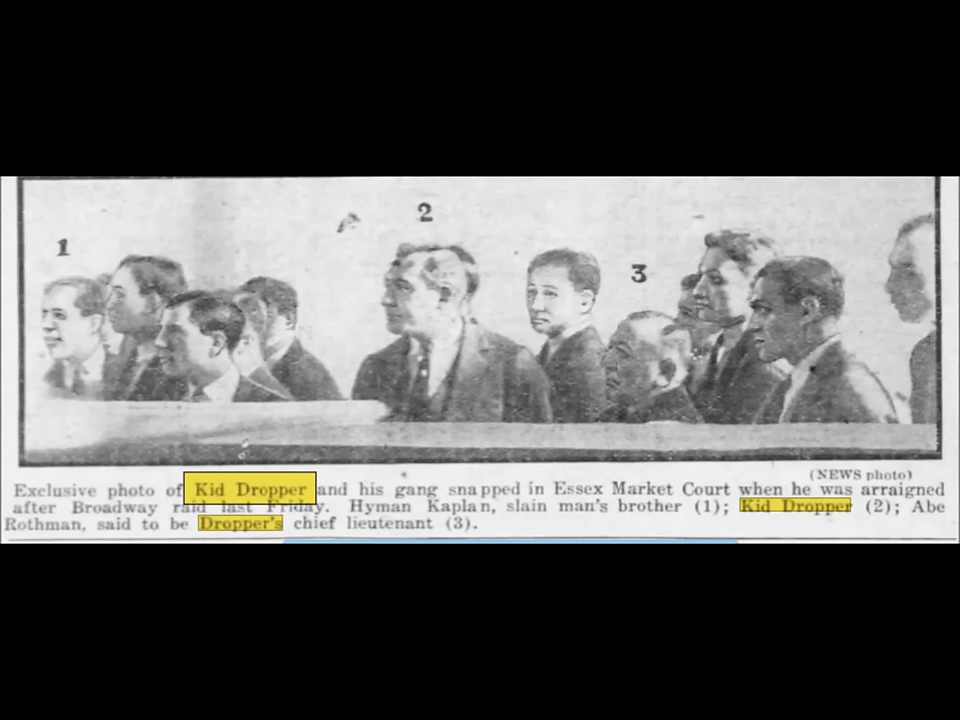 1
2
3
(NEWS photo)
Exclusive photo of Kid Dropper and his gang snapped in Essex Market Court when he was arraigned
after Broadway raid last Friday. Hyman Kaplan, slain man's brother (1); Kid Dropper (2); Abe
Rothman, said to be Dropper's chief lieutenant (3).